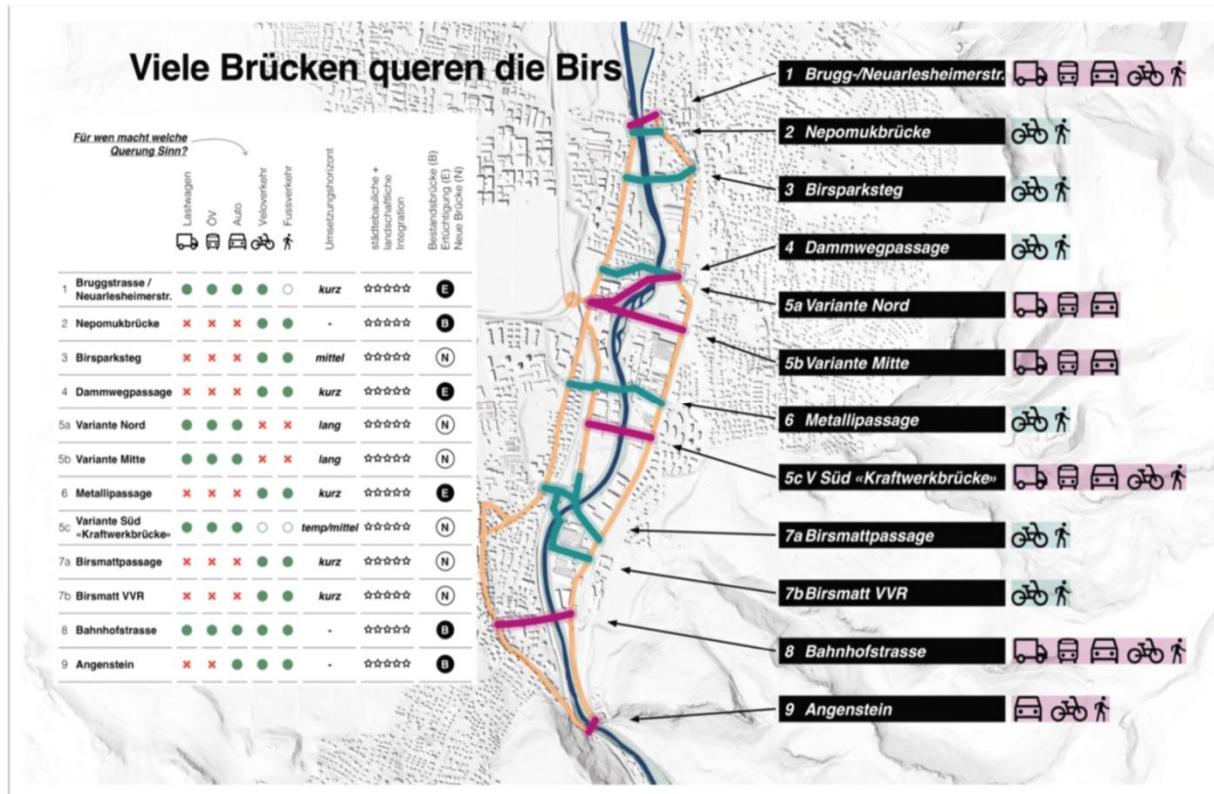 Viele Brücken queren die Birs
Für wen macht welche
Querung Sinn?
Lastwagen
ÖV
Auto
Veloverkehr
Fussverkehr
Umsetzungshorizont
städtebauliche +
landschaftliche
Integration
Bestandsbrücke (B)
Ertüchtigung (E)
Neue Brücke (N)
1 Bruggstrasse /
Neuarlesheimerstr. kurz E
2 Nepomukbrücke - B
3 Birsparksteg mittel N
4 Dammwegpassage kurz E
5a Variante Nord lang N
5b Variante Mitte lang N
6 Metallipassage kurz E
5c Variante Süd
«Kraftwerkbrücke» temp/mittel N
7a Birsmattpassage kurz N
7b Birsmatt VVR kurz N
8 Bahnhofstrasse - B
9 Angenstein - B
1 Brugg-/Neuarlesheimerstr.
2 Nepomukbrücke
3 Birsparksteg
4 Dammwegpassage
5a Variante Nord
5b Variante Mitte
6 Metallipassage
5c V Süd «Kraftwerkbrücke»
7a Birsmattpassage
7b Birsmatt VVR
8 Bahnhofstrasse
9 Angenstein